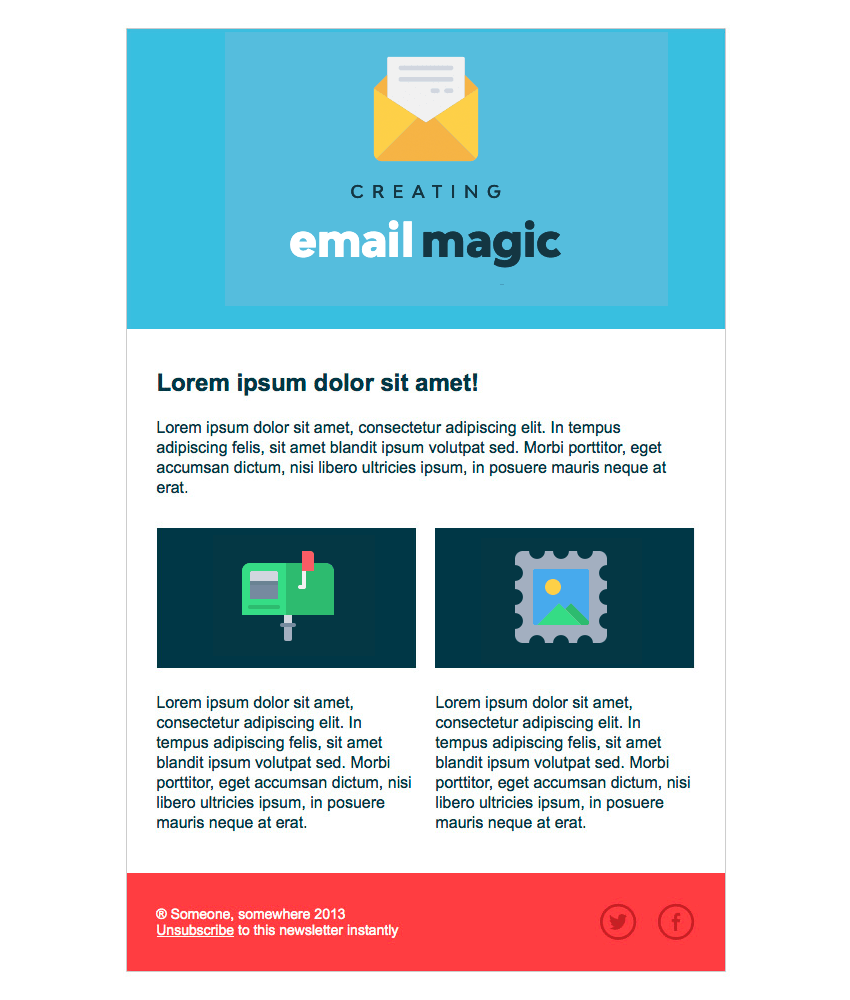 CREATING
email magic
Lorem ipsum dolor sit amet!
Lorem ipsum dolor sit amet, consectetur adipiscing elit. In tempus
adipiscing felis, sit amet blandit ipsum volutpat sed. Morbi porttitor, eget
accumsan dictum, nisi libero ultricies ipsum, in posuere mauris neque at
erat.
Lorem ipsum dolor sit amet,
consectetur adipiscing elit. In
tempus adipiscing felis, sit amet
blandit ipsum volutpat sed. Morbi
porttitor, eget accumsan dictum, nisi
libero ultricies ipsum, in posuere
mauris neque at erat.
Lorem ipsum dolor sit amet,
consectetur adipiscing elit. In
tempus adipiscing felis, sit amet
blandit ipsum volutpat sed. Morbi
porttitor, eget accumsan dictum, nisi
libero ultricies ipsum, in posuere
mauris neque at erat.
® Someone, somewhere 2013
Unsubscribe to this newsletter instantly